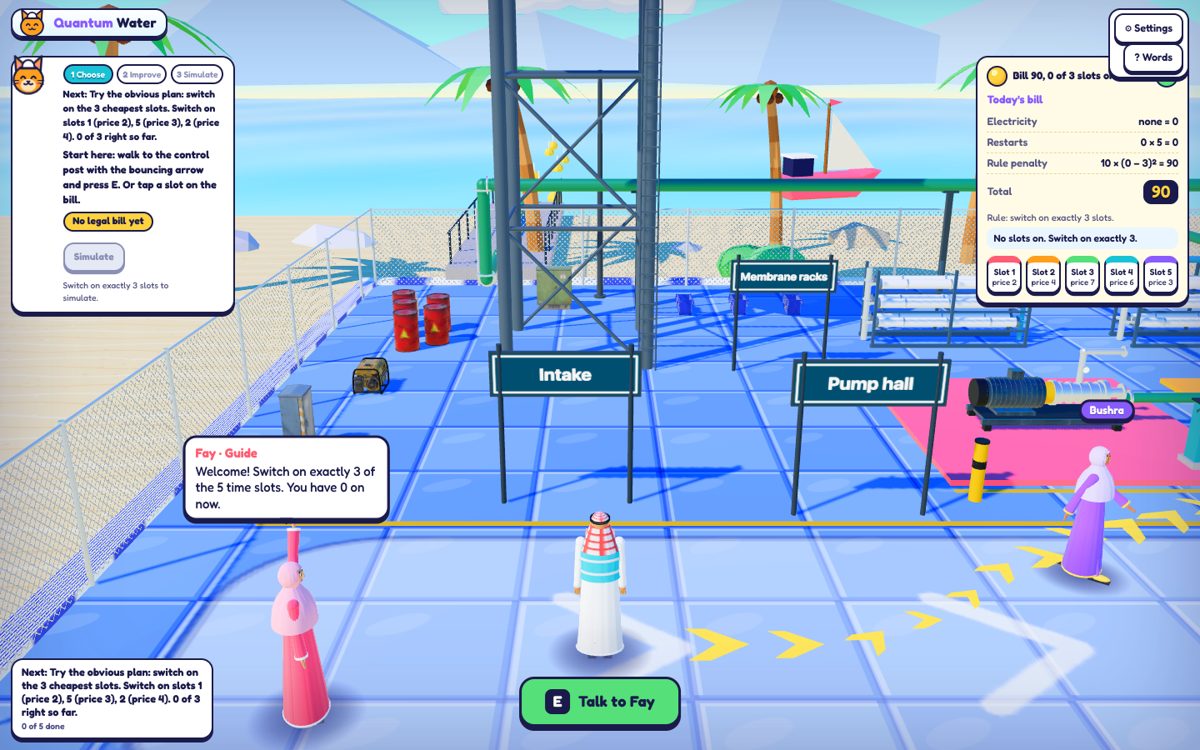 Quantum Water
1 Choose
2 Improve
3 Simulate
Next: Try the obvious plan: switch
on the 3 cheapest slots. Switch on
slots 1 (price 2), 5 (price 3), 2 (price
4). 0 of 3 right so far.
Start here: walk to the control
post with the bouncing arrow
and press E. Or tap a slot on the
bill.
No legal bill yet
Simulate
Switch on exactly 3 slots to
simulate.
Settings
? Words
Bill 90, 0 of 3 slots
Today's bill
Electricity none = 0
Restarts 0 × 5 = 0
Rule penalty 10 × (0 – 3)² = 90
Total 90
Rule: switch on exactly 3 slots.
No slots on. Switch on exactly 3.
Slot 1
price 2
Slot 2
price 4
Slot 3
price 7
Slot 4
price 6
Slot 5
price 3
Membrane racks
Intake
Pump hall
Bushra
Fay · Guide
Welcome! Switch on exactly 3 of
the 5 time slots. You have 0 on
now.
Next: Try the obvious plan: switch on
the 3 cheapest slots. Switch on slots 1
(price 2), 5 (price 3), 2 (price 4). 0 of 3
right so far.
0 of 5 done
E Talk to Fay